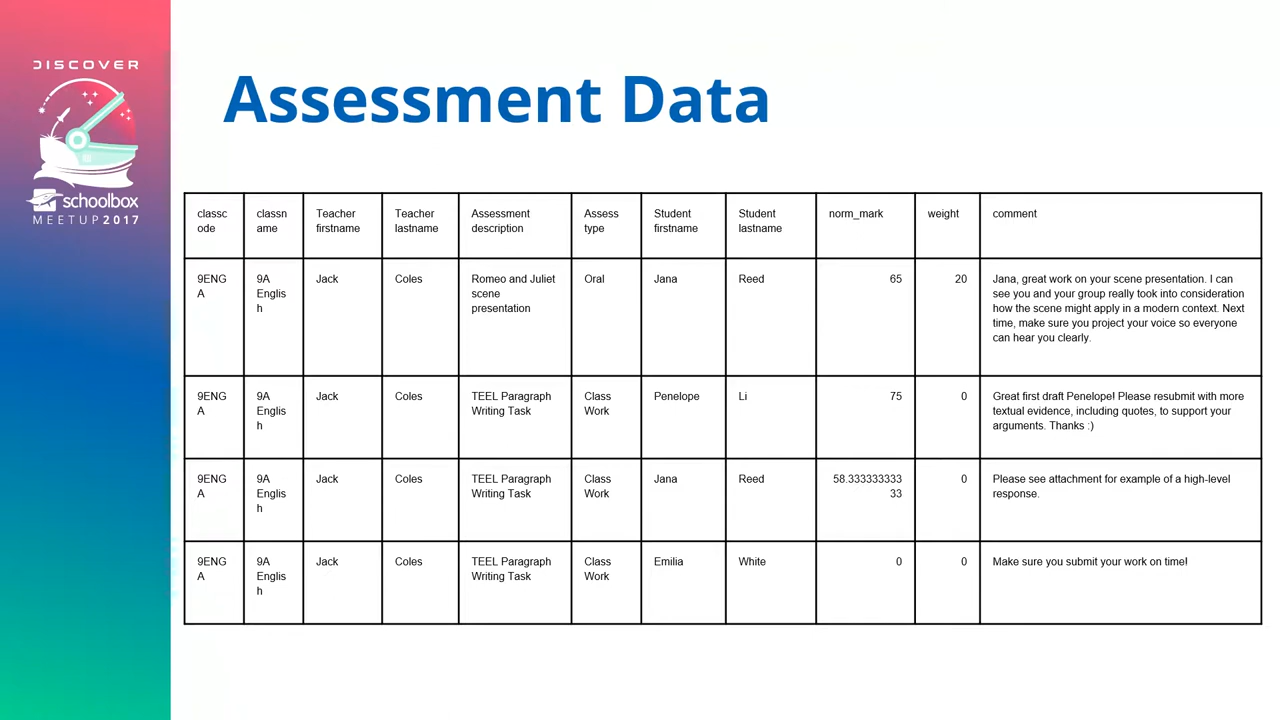 DISCOVER
schoolbox
MEETUP2017
Assessment Data
classc
ode
classn
ame
Teacher
firstname
Teacher
lastname
Assessment
description
Assess
type
Student
firstname
Student
lastname
norm_mark
weight
comment
9ENG
A
9A
Englis
h
Jack
Coles
Romeo and Juliet
scene
presentation
Oral
Jana
Reed
65
20
Jana, great work on your scene presentation. I can
see you and your group really took into consideration
how the scene might apply in a modern context. Next
time, make sure you project your voice so everyone
can hear you clearly.
9ENG
A
9A
Englis
h
Jack
Coles
TEEL Paragraph
Writing Task
Class
Work
Penelope
Li
75
0
Great first draft Penelope! Please resubmit with more
textual evidence, including quotes, to support your
arguments. Thanks :)
9ENG
A
9A
Englis
h
Jack
Coles
TEEL Paragraph
Writing Task
Class
Work
Jana
Reed
58.333333333
33
0
Please see attachment for example of a high-level
response.
9ENG
A
9A
Englis
h
Jack
Coles
TEEL Paragraph
Writing Task
Class
Work
Emilia
White
0
0
Make sure you submit your work on time!